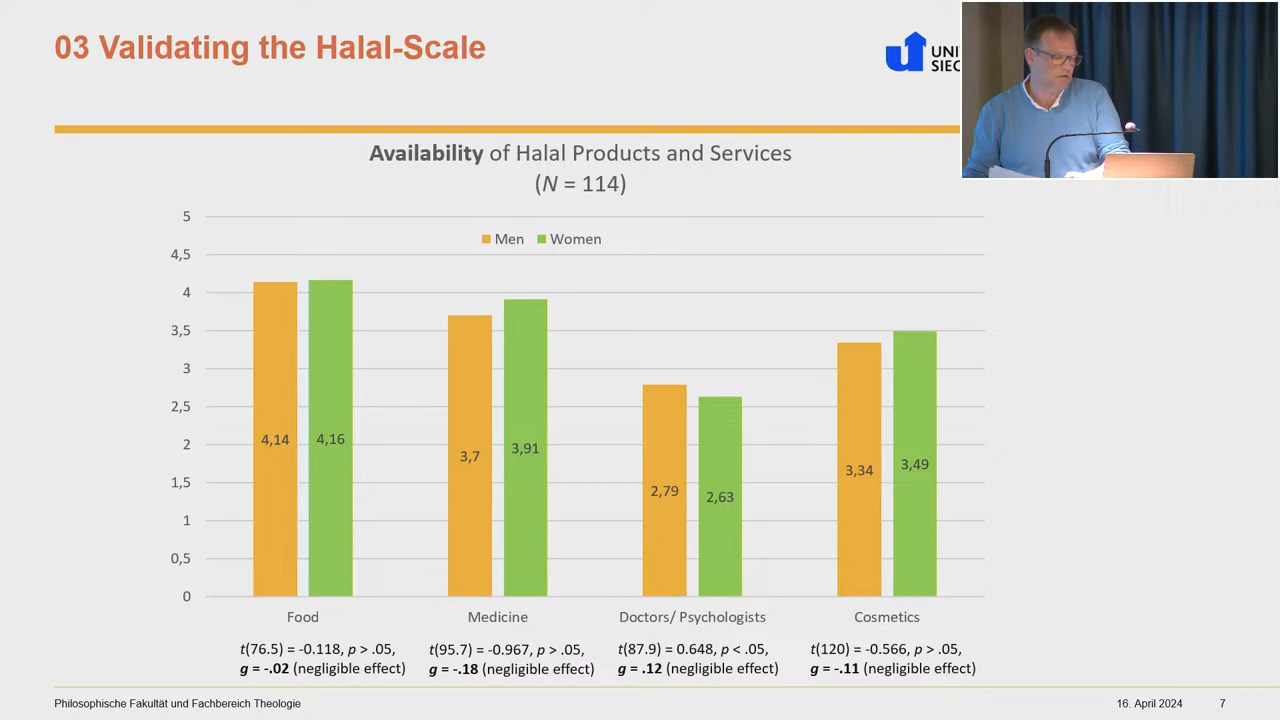 03 Validating the Halal-Scale
UNI
SIEG
Availability of Halal Products and Services
(N = 114)
5
4,5
4
3,5
3
2,5
2
1,5
1
0,5
0
Men Women
4,14 4,16 3,7 3,91 2,79 2,63 3,34 3,49
Food Medicine Doctors/ Psychologists Cosmetics
t(76.5) = -0.118, p > .05, t(95.7) = -0.967, p > .05, t(87.9) = 0.648, p < .05, t(120) = -0.566, p > .05,
g = -.02 (negligible effect) g = -.18 (negligible effect) g = .12 (negligible effect) g = -.11 (negligible effect)
Philosophische Fakultät und Fachbereich Theologie 16. April 2024 7